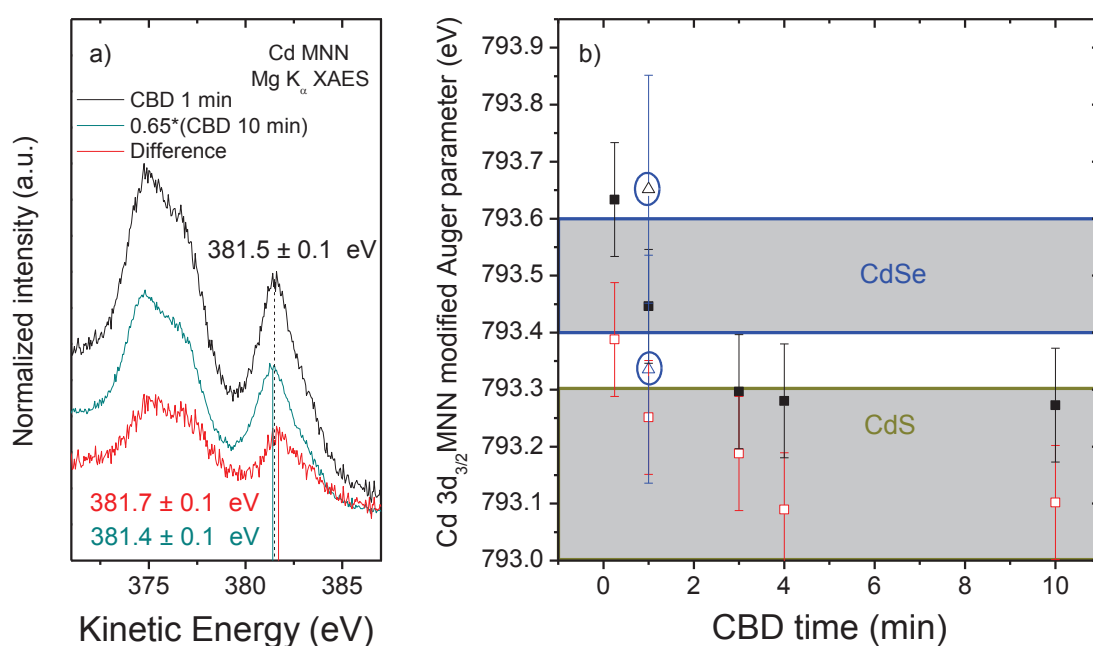 a)
Cd MNN
Mg Kα XAES
CBD 1 min
0.65*(CBD 10 min)
Difference
381.5 ± 0.1 eV
381.7 ± 0.1 eV
381.4 ± 0.1 eV
375 380 385
Kinetic Energy (eV)
Normalized intensity (a.u.)
b)
793.9
793.8
793.7
793.6
793.5
793.4
793.3
793.2
793.1
793.0
CdSe
CdS
0 2 4 6 8 10
CBD time (min)
Cd 3d3/2MNN modified Auger parameter (eV)